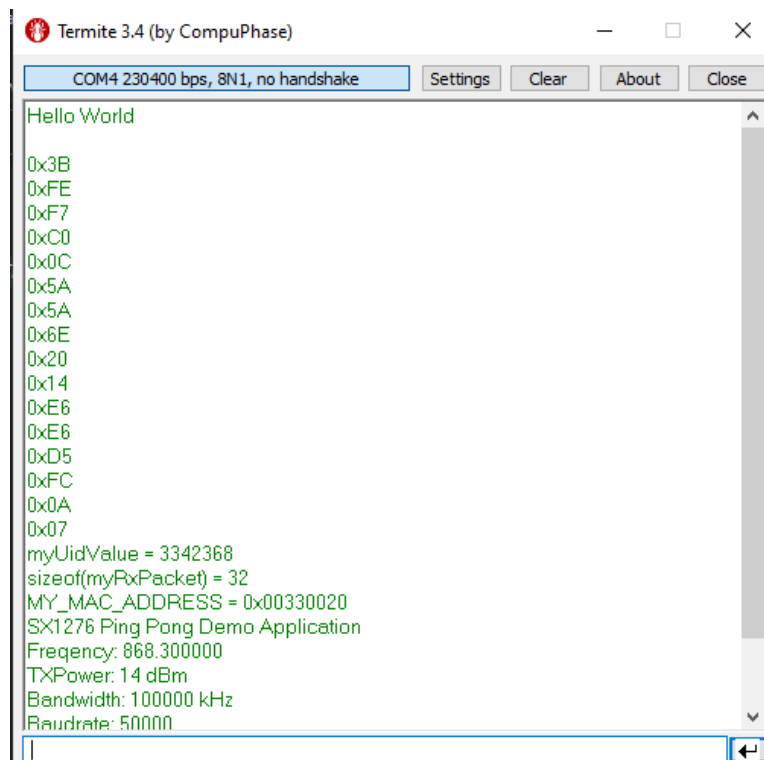 Termite 3.4 (by CompuPhase)
COM4 230400 bps, 8N1, no handshake Settings Clear About Close
Hello World
0x3B
0xFE
0xF7
0xC0
0x0C
0x5A
0x5A
0x6E
0x20
0x14
0xE6
0xE6
0xD5
0xFC
0x0A
0x07
myUidValue = 3342368
sizeof(myRxPacket) = 32
MY_MAC_ADDRESS = 0x00330020
SX1276 Ping Pong Demo Application
Freqency: 868.300000
TXPower: 14 dBm
Bandwidth: 100000 kHz
Baudrate: 50000